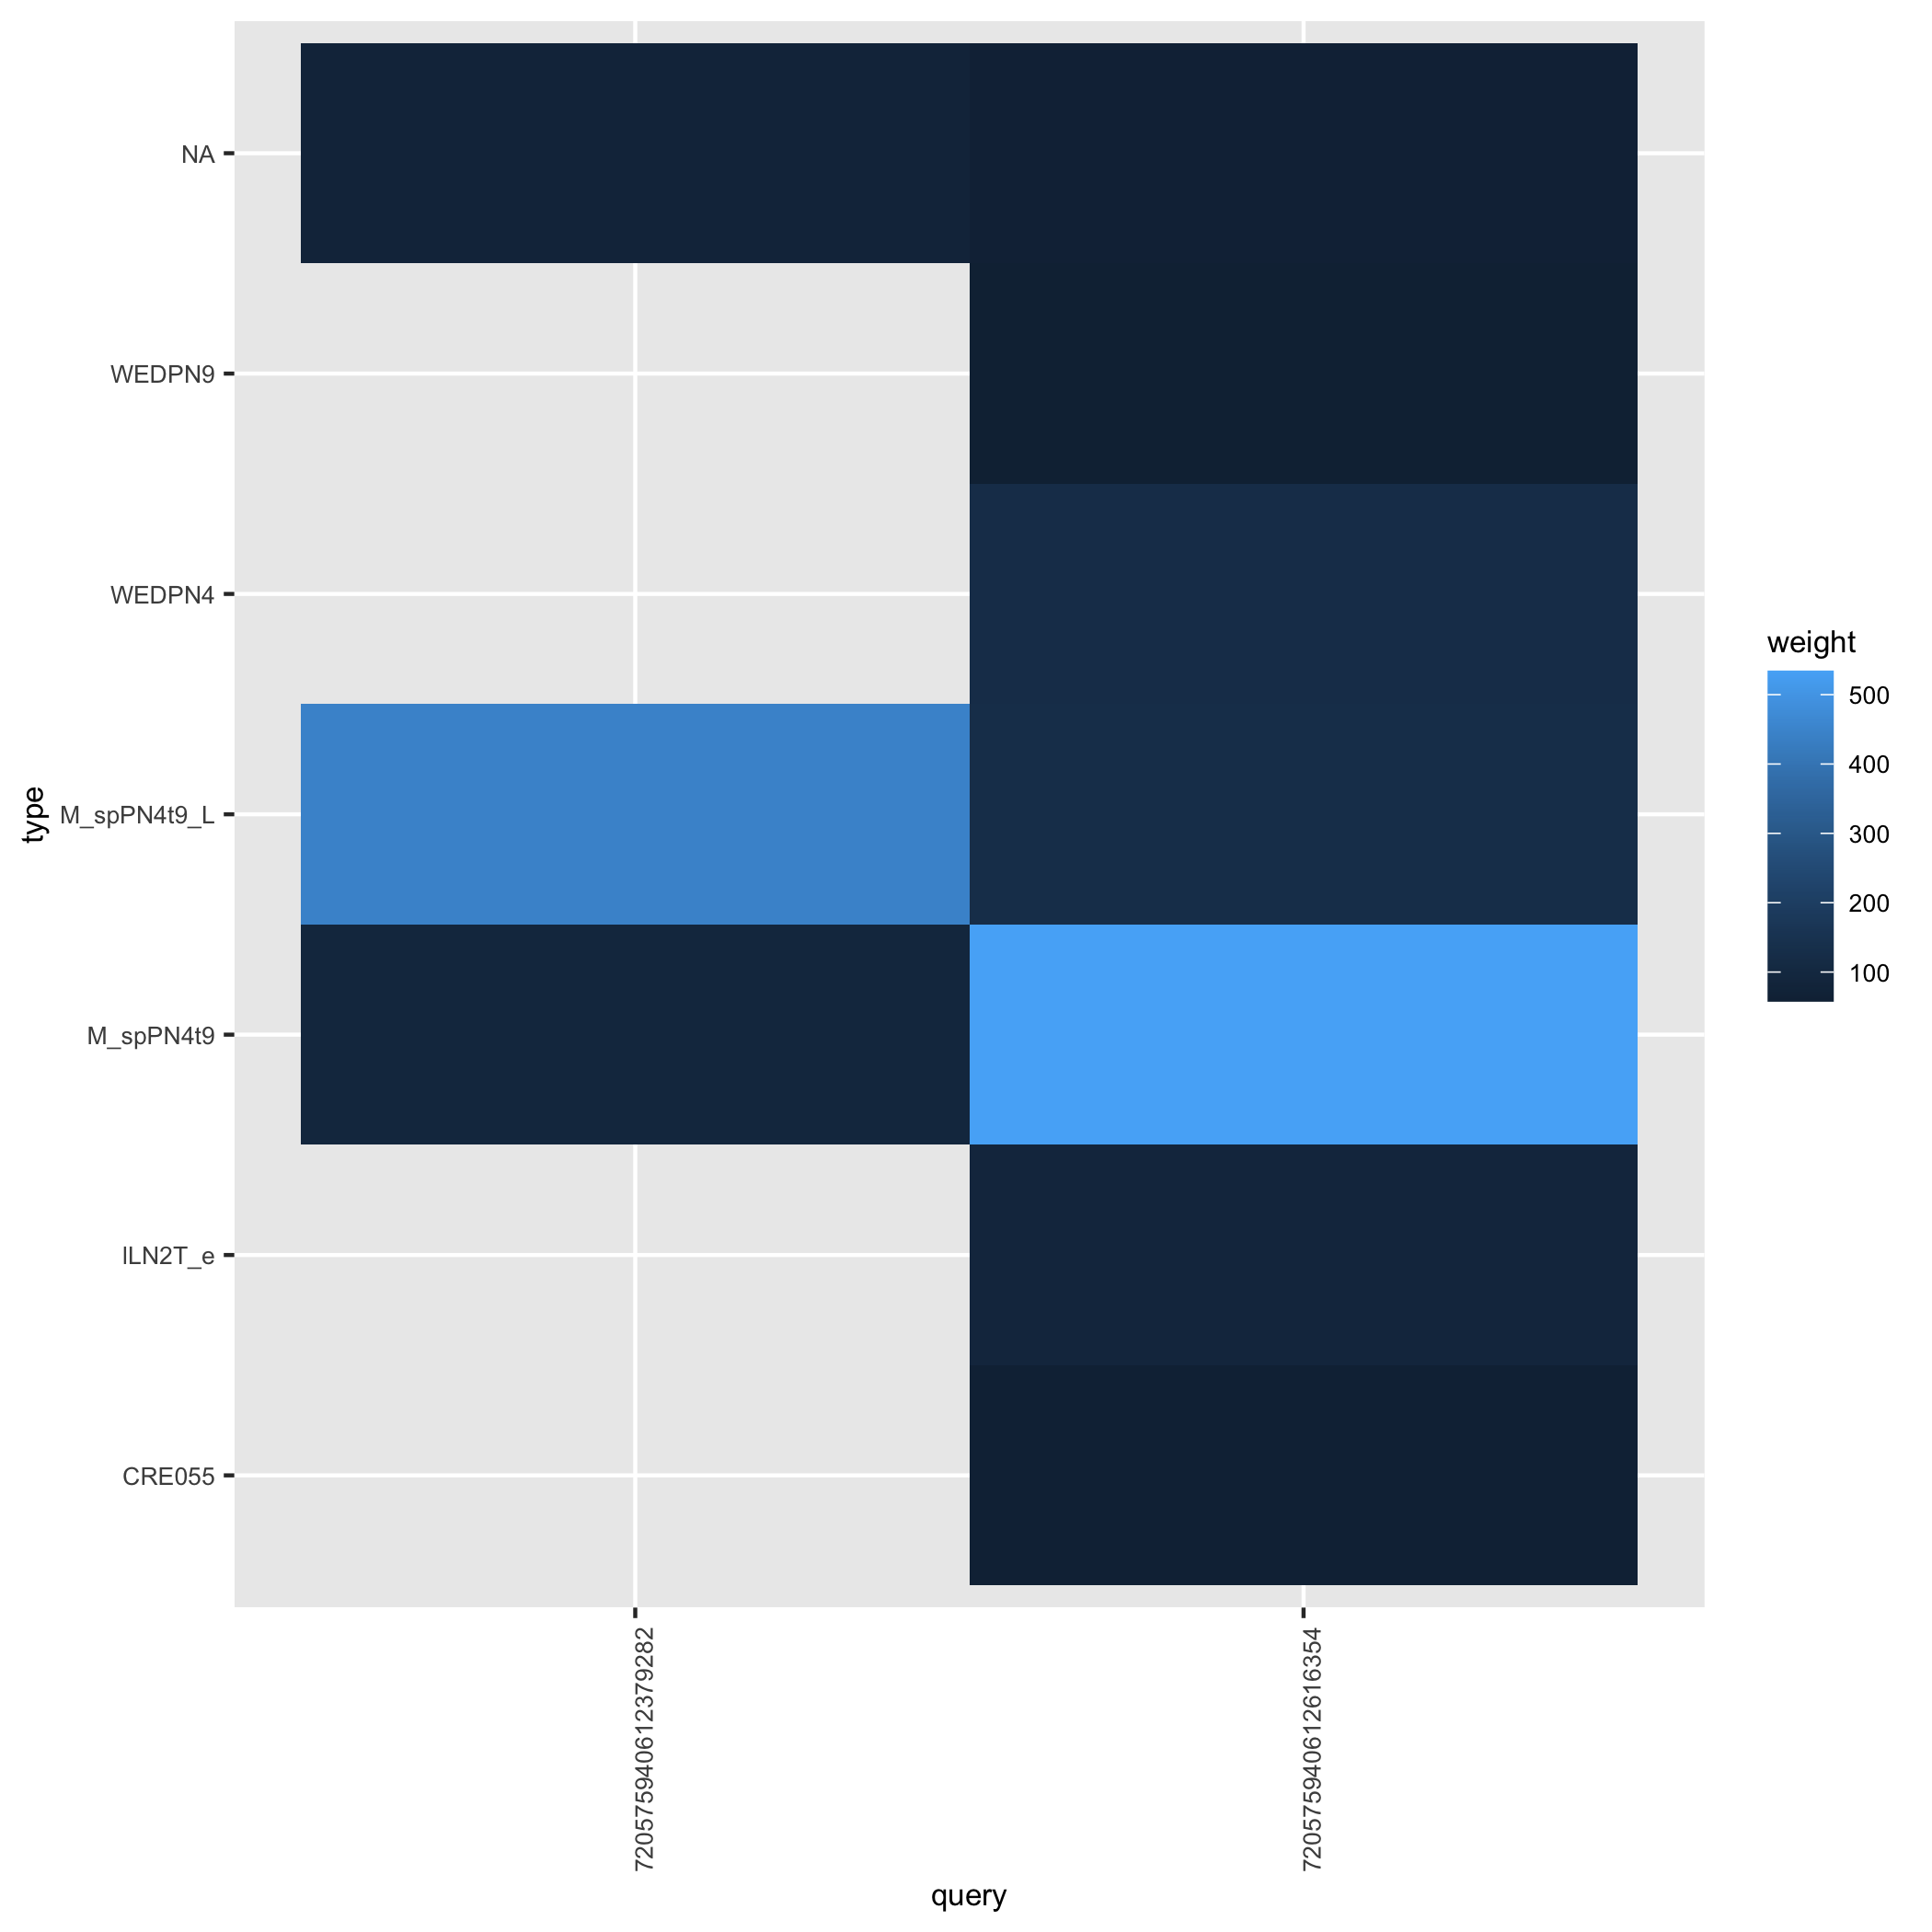 NA
WEDPN9
WEDPN4
M_spPN4t9_L
M_spPN4t9
ILN2T_e
CRE055
type
720575940612379282
720575940612616354
query
weight
500
400
300
200
100